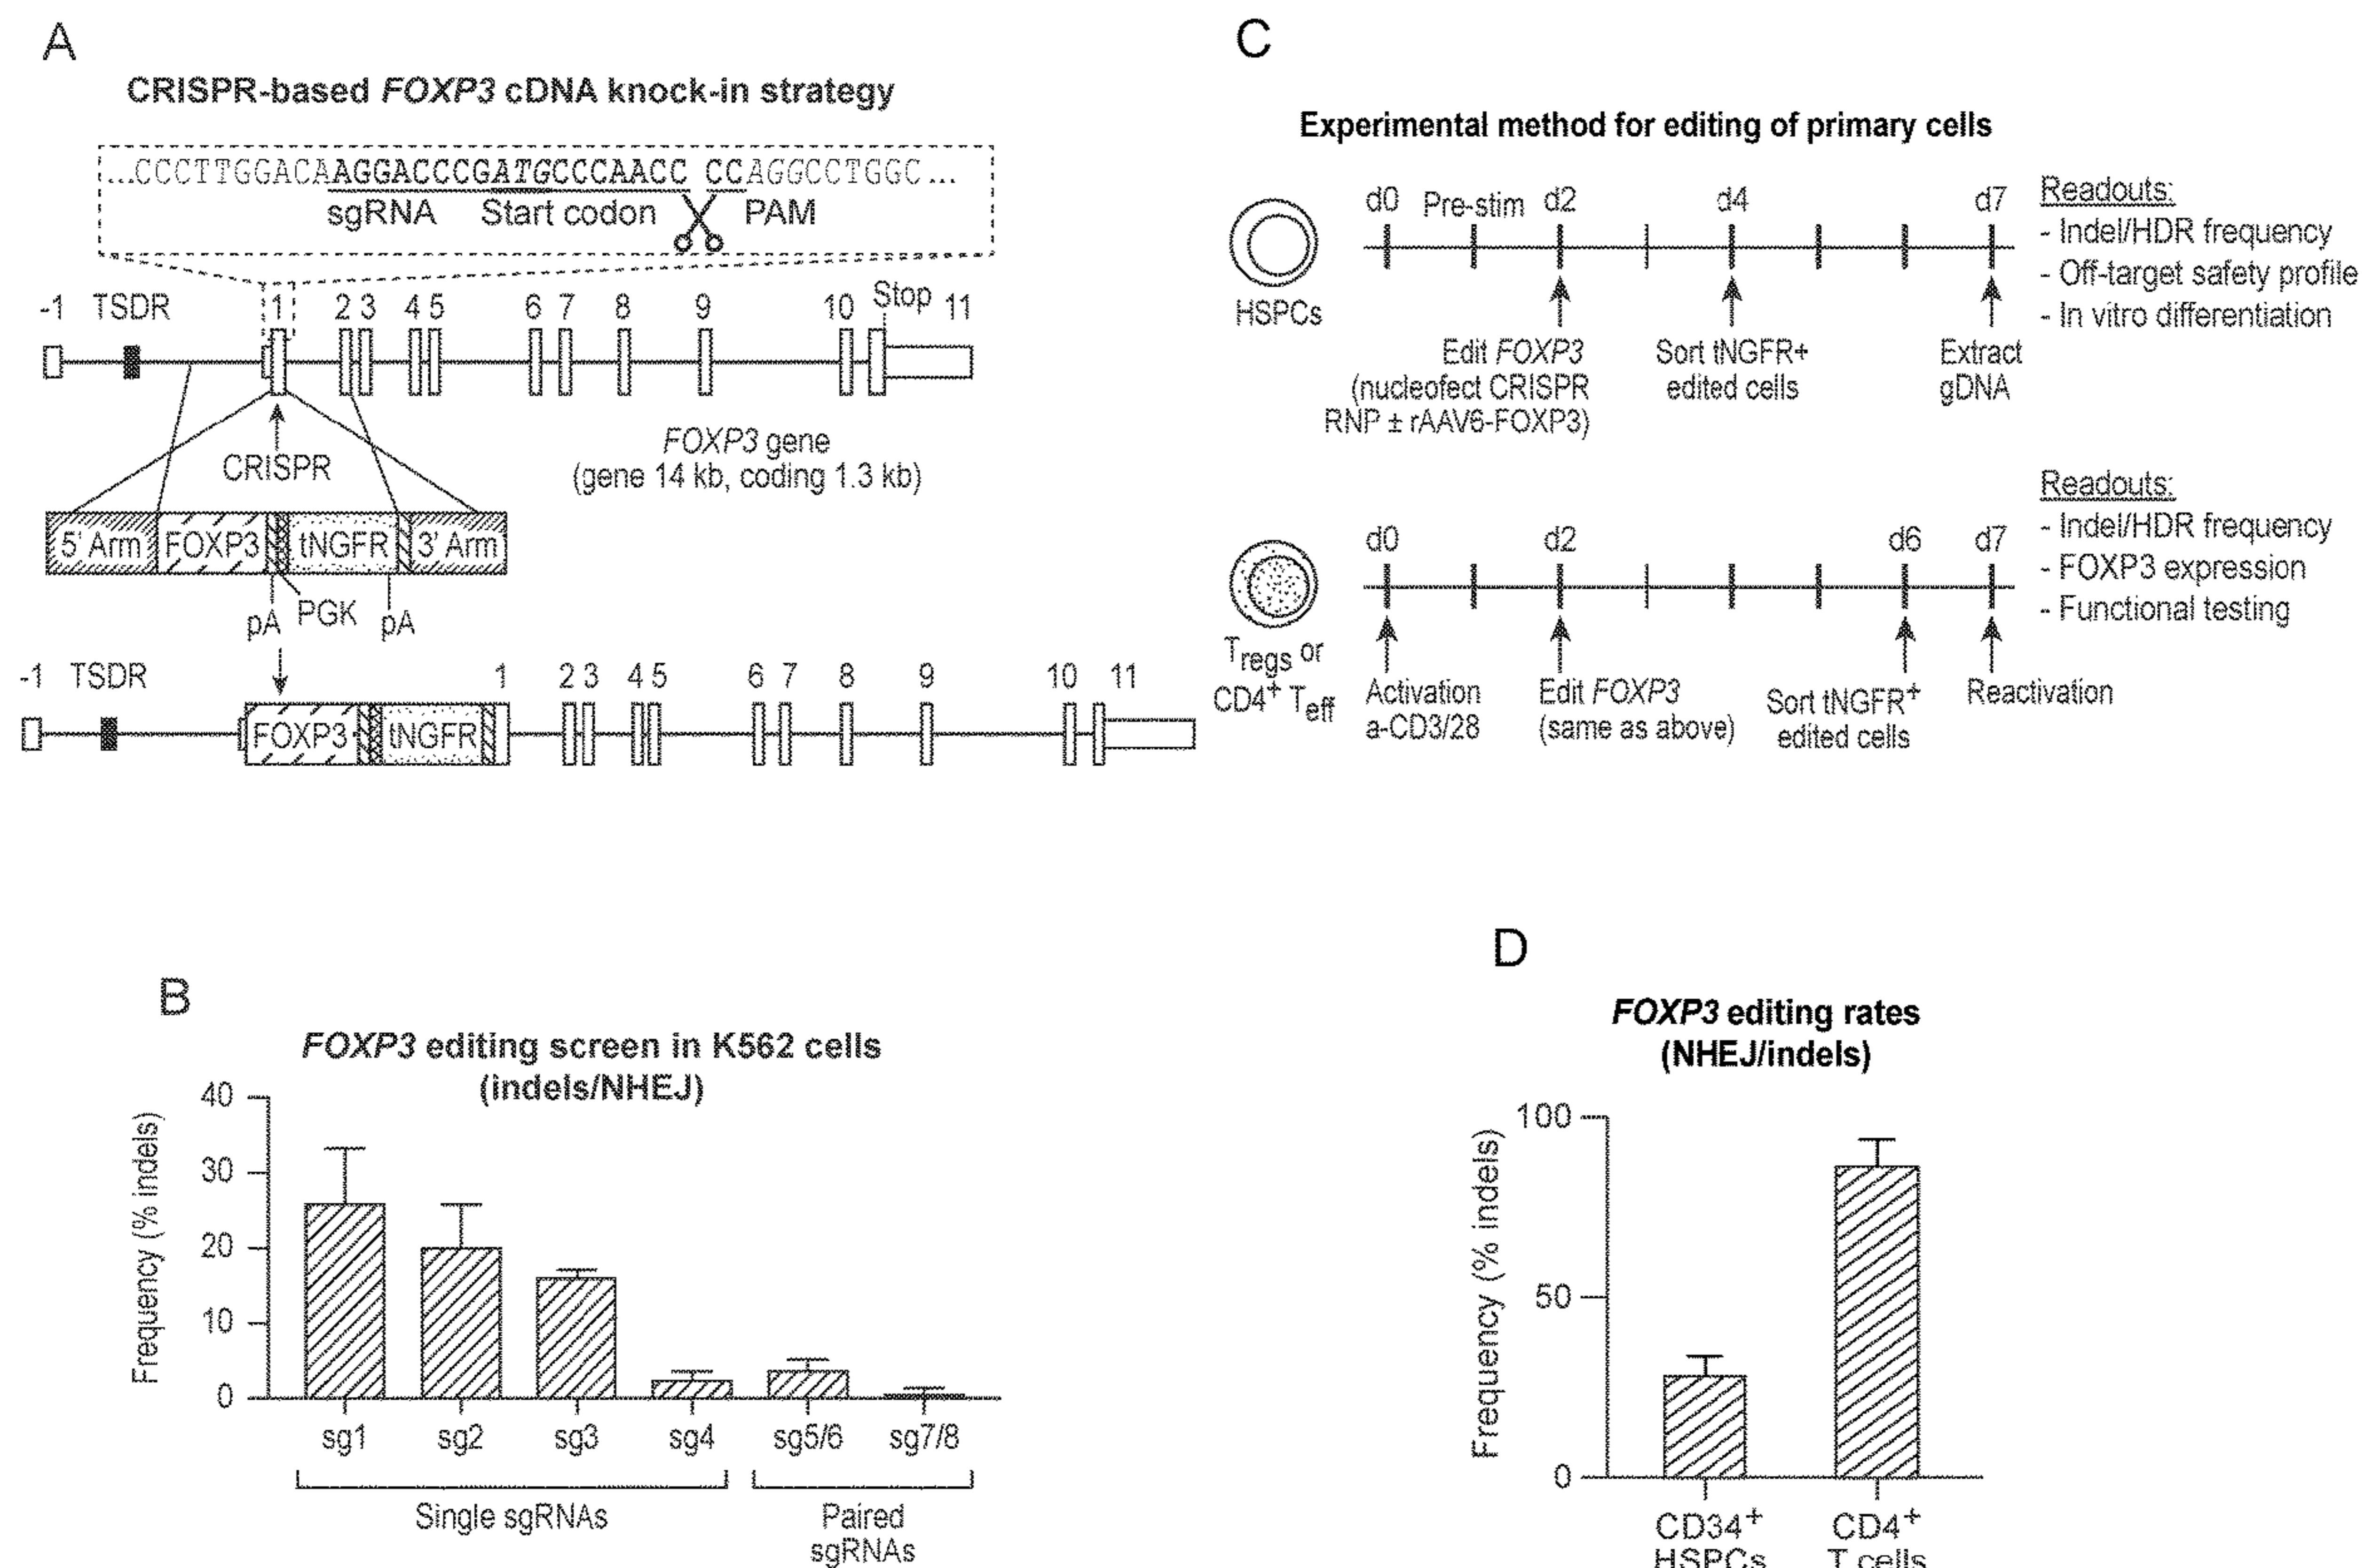 A
CRISPR-based FOXP3 cDNA knock-in strategy
...CCCTTGGACAAGGACCCGATGCCCAACC CCAGGCCTGGC...
sgRNA Start codon PAM
-1 TSDR 1 2 3 4 5 6 7 8 9 10 Stop 11
CRISPR
FOXP3 gene
(gene 14 kb, coding 1.3 kb)
5' Arm FOXP3 tNGFR 3' Arm
pA PGK pA
-1 TSDR 1 2 3 4 5 6 7 8 9 10 11
FOXP3 tNGFR
B
FOXP3 editing screen in K562 cells
(indels/NHEJ)
Frequency (% indels)
40
30
20
10
0
sg1 sg2 sg3 sg4 sg5/6 sg7/8
Single sgRNAs
Paired
sgRNAs
C
Experimental method for editing of primary cells
HSPCs
d0 Pre-stim d2 d4 d7
Edit FOXP3
(nucleofect CRISPR
RNP ± rAAV6-FOXP3)
Sort tNGFR+
edited cells
Extract
gDNA
Readouts:
- Indel/HDR frequency
- Off-target safety profile
- In vitro differentiation
Tregs or
CD4+ Teff
d0 d2 d6 d7
Activation
a-CD3/28
Edit FOXP3
(same as above)
Sort tNGFR+
edited cells
Reactivation
Readouts:
- Indel/HDR frequency
- FOXP3 expression
- Functional testing
D
FOXP3 editing rates
(NHEJ/indels)
Frequency (% indels)
100
50
0
CD34+
HSPCs
CD4+
T cells